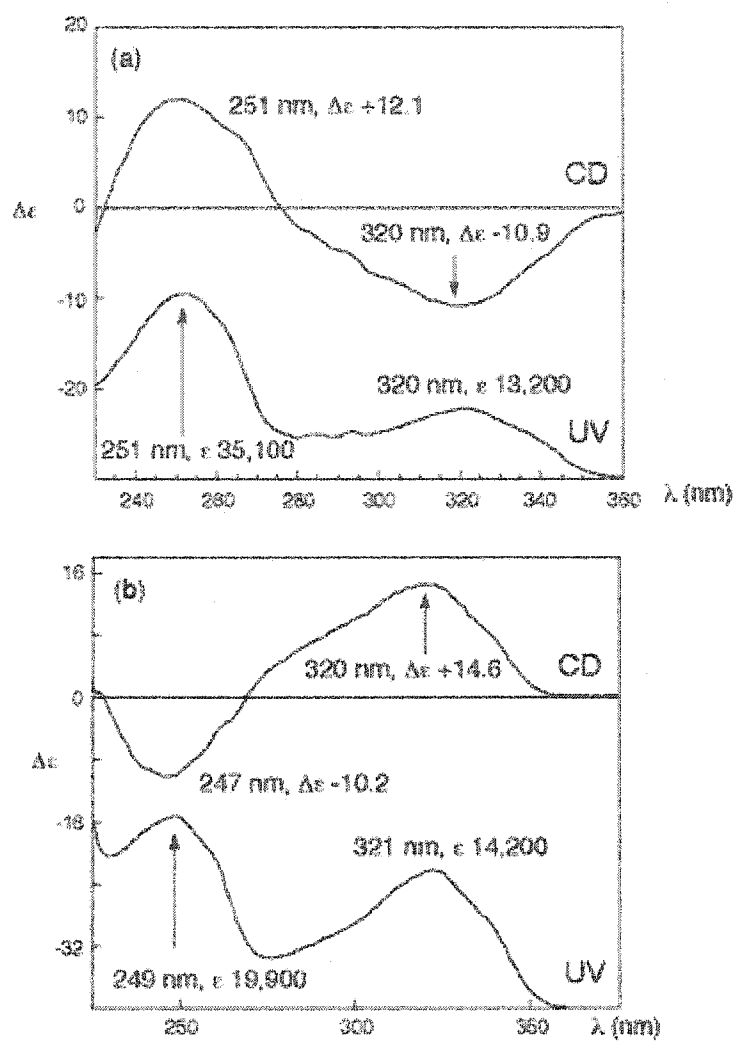 20
(a)
251 nm, Δε +12.1
10
CD
Δε
0
320 nm, Δε -10.9
-10
-20
320 nm, ε 13,200
UV
251 nm, ε 35,100
240 260 280 300 320 340 360 λ (nm)
16
(b)
320 nm, Δε +14.6
CD
0
Δε
247 nm, Δε -10.2
-16
321 nm, ε 14,200
-32
249 nm, ε 19,900
UV
250 300 350 λ (nm)